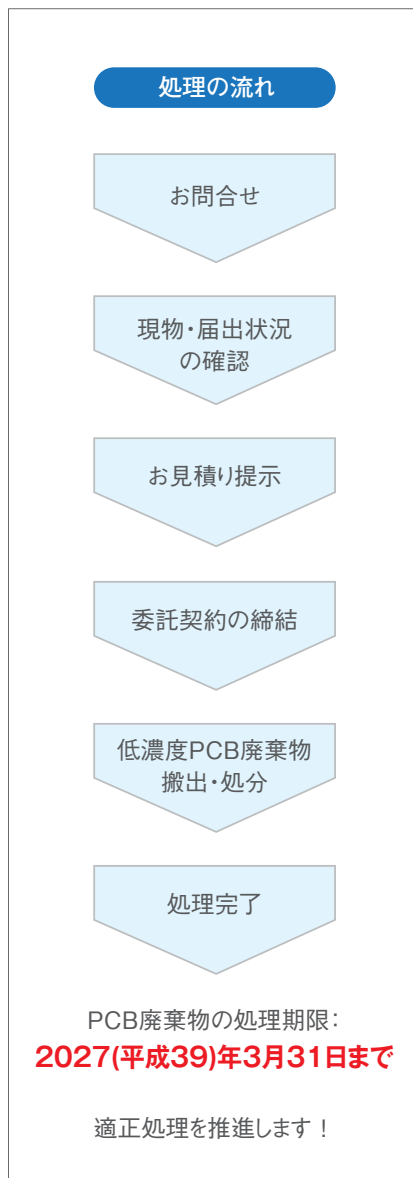 処理の流れ
お問合せ
現物・届出状況
の確認
お見積り提示
委託契約の締結
低濃度PCB廃棄物
搬出・処分
処理完了
PCB廃棄物の処理期限：
2027(平成39)年3月31日まで
適正処理を推進します！